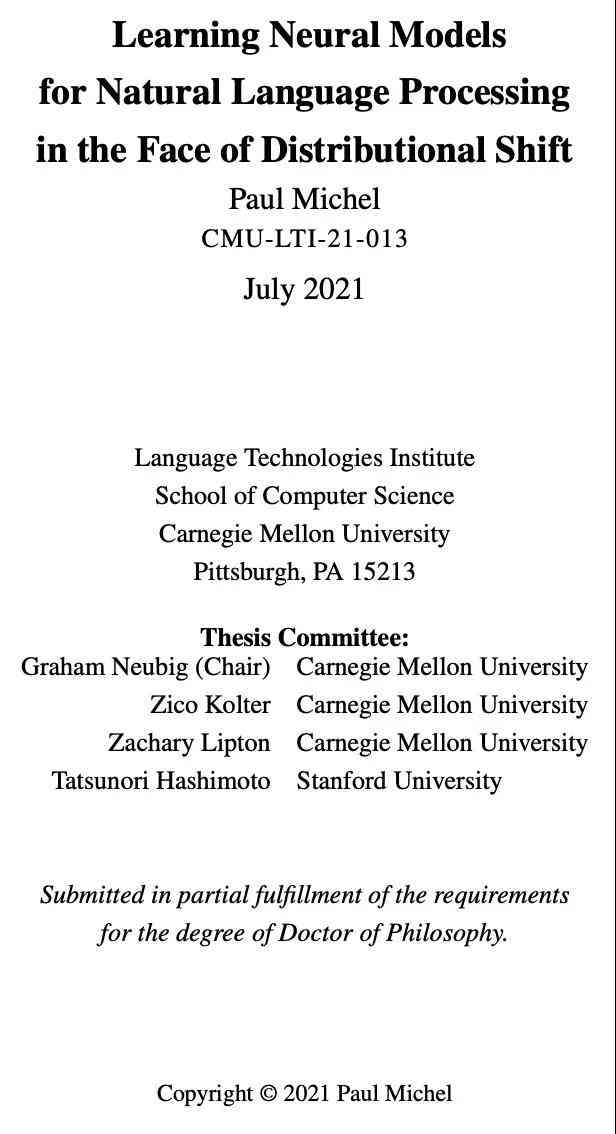 Learning Neural Models
for Natural Language Processing
in the Face of Distributional Shift
Paul Michel
CMU-LTI-21-013
July 2021
Language Technologies Institute
School of Computer Science
Carnegie Mellon University
Pittsburgh, PA 15213
Thesis Committee:
Graham Neubig (Chair) Carnegie Mellon University
Zico Kolter Carnegie Mellon University
Zachary Lipton Carnegie Mellon University
Tatsunori Hashimoto Stanford University
Submitted in partial fulfillment of the requirements
for the degree of Doctor of Philosophy.
Copyright © 2021 Paul Michel